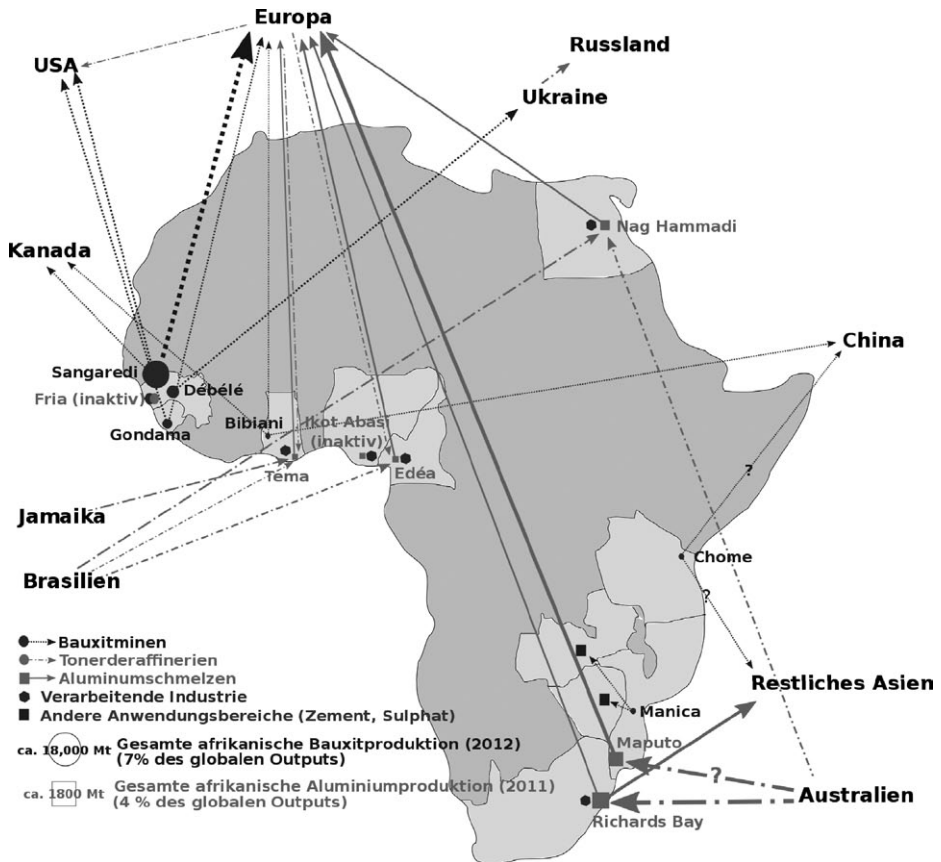 Europa
Russland
USA
Ukraine
Nag Hammadi
Kanada
China
Sangaredi
Débélé
Fria (inaktiv)
Gondama
Bibiani
Ikot Abasi
(inaktiv)
Tema
Edéa
?
Jamaika
Chome
Brasilien
?
Bauxitminen
Tonerderaffinerien
Aluminumschmelzen
Verarbeitende Industrie
Andere Anwendungsbereiche (Zement, Sulphat)
Restliches Asien
Manica
ca. 18,000 Mt
Gesamte afrikanische Bauxitproduktion (2012)
(7% des globalen Outputs)
Maputo
?
ca. 1800 Mt
Gesamte afrikanische Aluminiumproduktion (2011)
(4 % des globalen Outputs)
Australien
Richards Bay